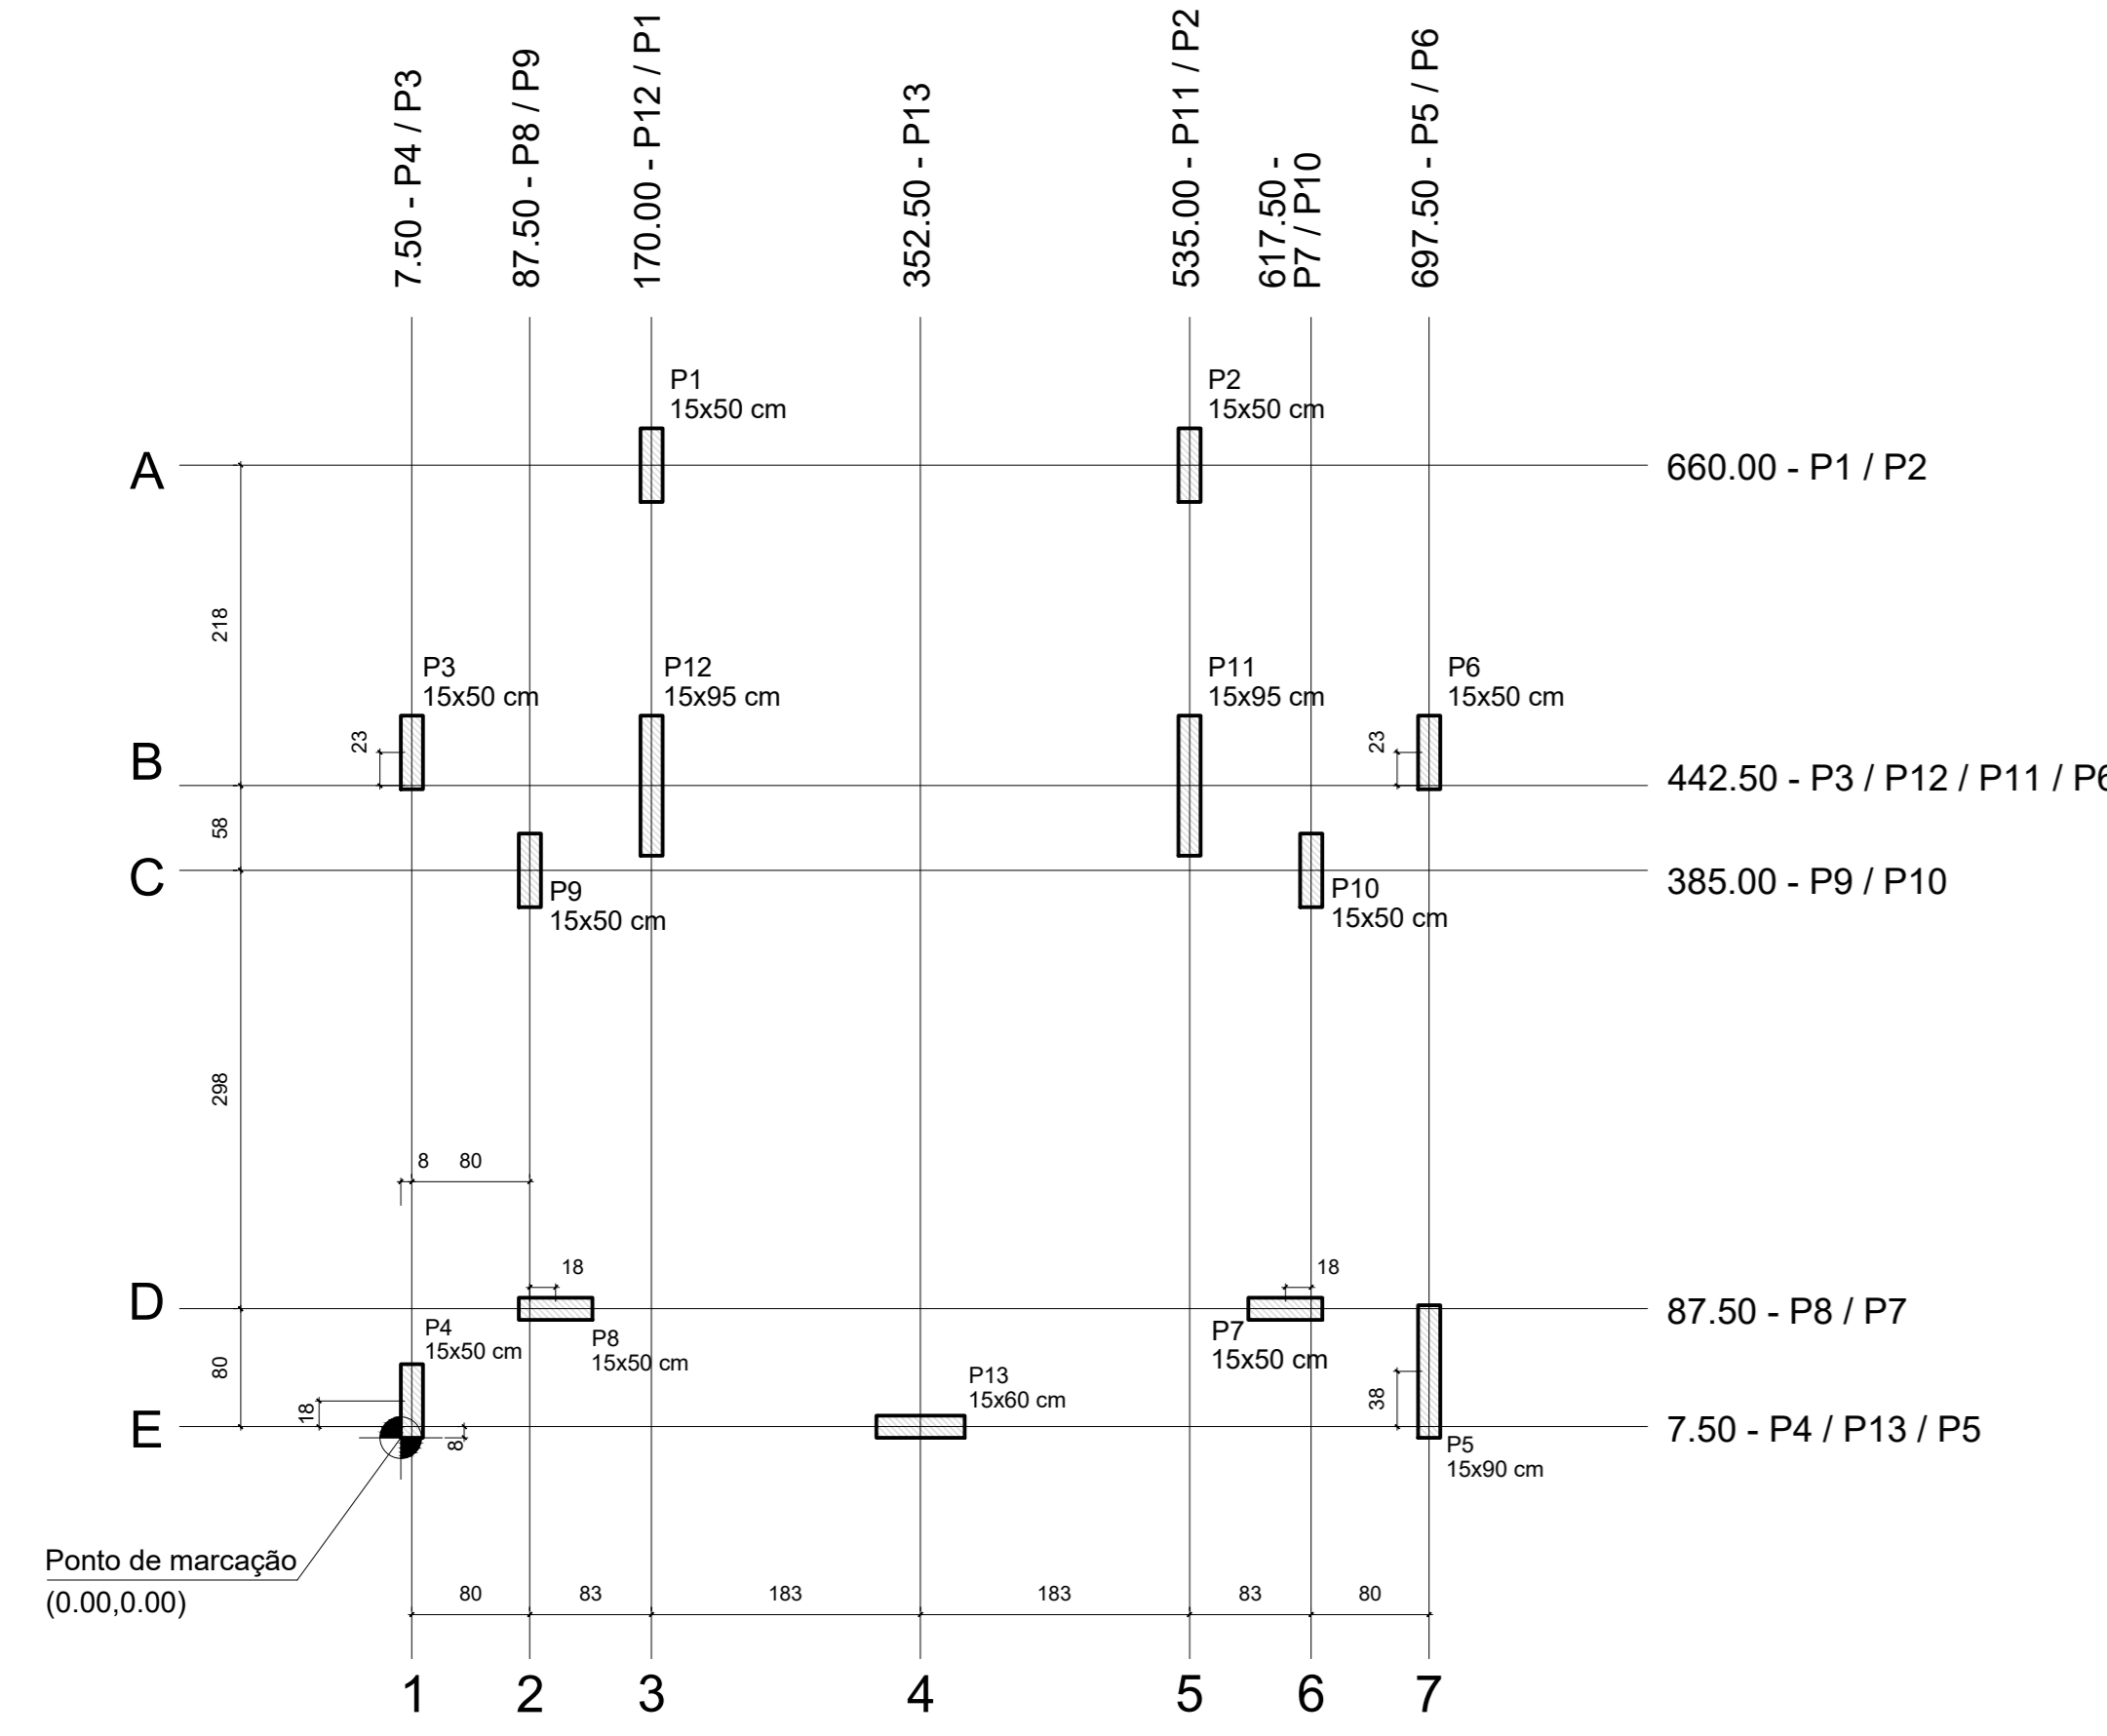 7.50 - P4 / P3
87.50 - P8 / P9
170.00 - P12 / P1
352.50 - P13
535.00 - P11 / P2
617.50 -
P7 / P10
697.50 - P5 / P6
P1
15x50 cm
P2
15x50 cm
A
660.00 - P1 / P2
218
P3
15x50 cm
P12
15x95 cm
P11
15x95 cm
P6
15x50 cm
23
23
B
442.50 - P3 / P12 / P11 / P6
58
C
385.00 - P9 / P10
P9
15x50 cm
P10
15x50 cm
298
8
80
18
18
D
87.50 - P8 / P7
P4
15x50 cm
P8
15x50 cm
P7
15x50 cm
80
P13
15x60 cm
38
18
8
E
7.50 - P4 / P13 / P5
P5
15x90 cm
Ponto de marcação
(0.00,0.00)
80
83
183
183
83
80
1
2
3
4
5
6
7